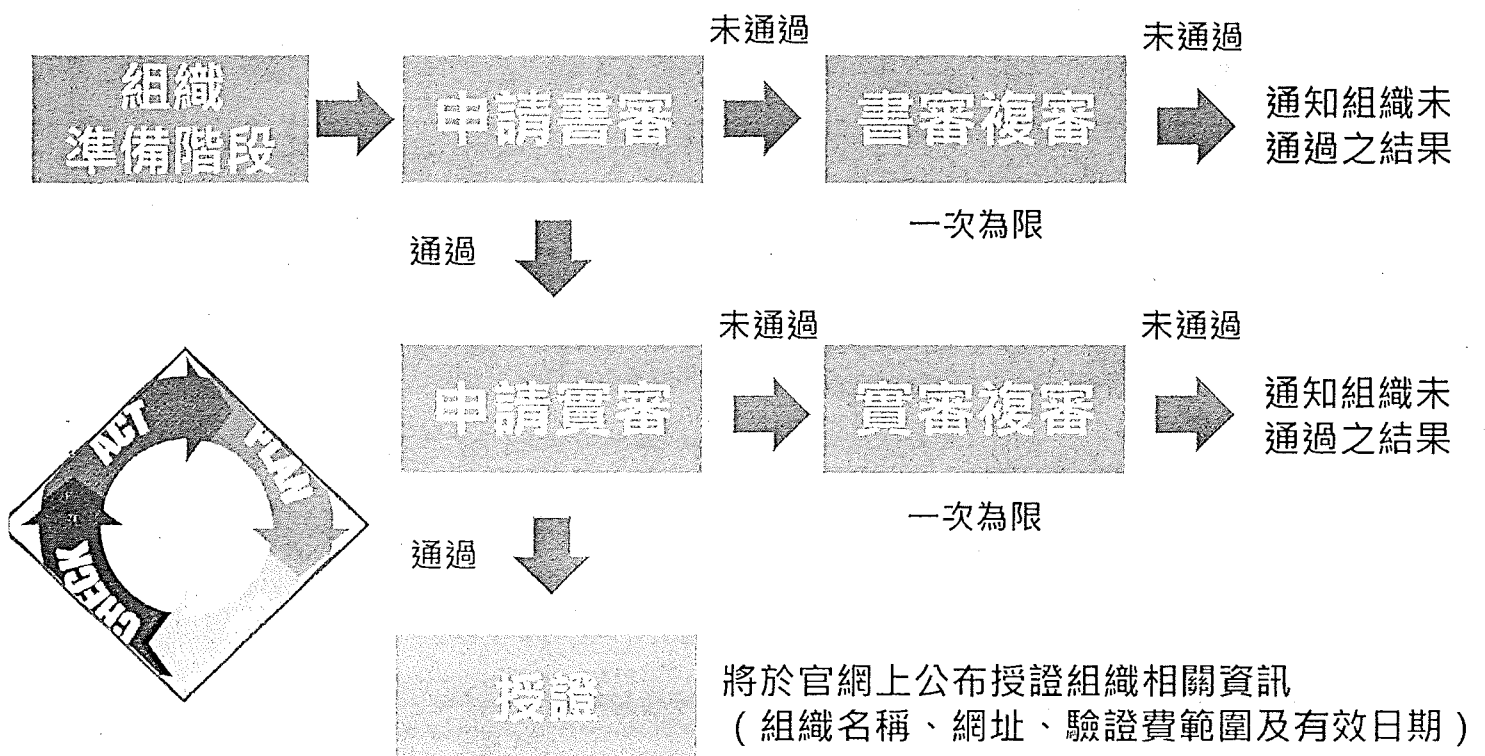 未通過
未通過
組織
準備階段
申請書審
書審複審
通知組織未
通過之結果
一次為限
通過
未通過
未通過
申請實審
實審複審
通知組織未
通過之結果
一次為限
ACT
PLAN
CHECK
通過
授證
將於官網上公布授證組織相關資訊
(組織名稱、網址、驗證費範圍及有效日期)